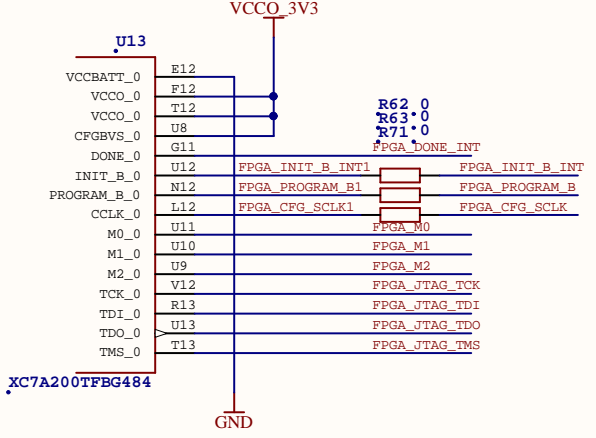 VCCO_3V3
U13
VCCBATT_0 E12
VCCO_0 F12
VCCO_0 T12
CFGBVS_0 U8
R62 0
R63 0
R71 0
DONE_0 G11 FPGA_DONE_INT
INIT_B_0 U12 FPGA_INIT_B_INT1 FPGA_INIT_B_INT
PROGRAM_B_0 N12 FPGA_PROGRAM_B1 FPGA_PROGRAM_B
CCLK_0 L12 FPGA_CFG_SCLK1 FPGA_CFG_SCLK
M0_0 U11 FPGA_M0
M1_0 U10 FPGA_M1
M2_0 U9 FPGA_M2
TCK_0 V12 FPGA_JTAG_TCK
TDI_0 R13 FPGA_JTAG_TDI
TDO_0 U13 FPGA_JTAG_TDO
TMS_0 T13 FPGA_JTAG_TMS
XC7A200TFBG484
GND